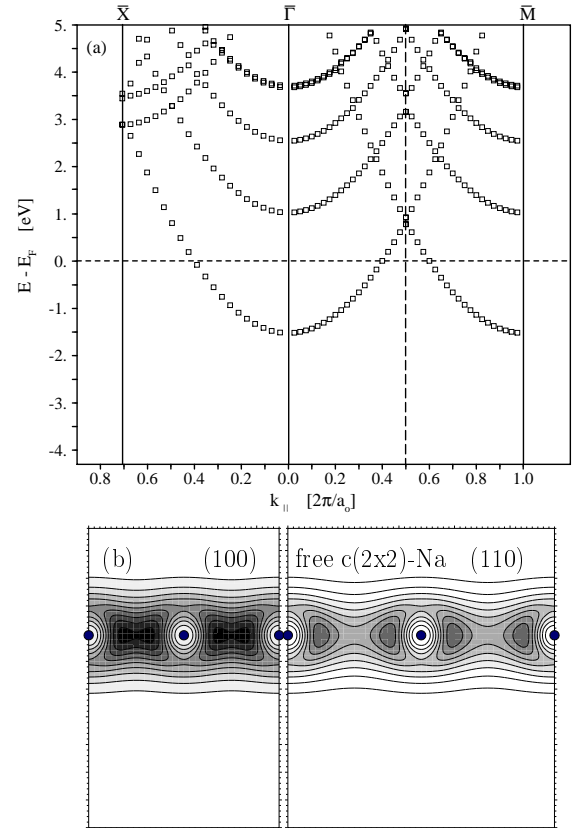 X̅ Γ̅ M̅
5.
(a)
4.
3.
2.
1.
0.
-1.
-2.
-3.
-4.
E - E_F [eV]
0.8 0.6 0.4 0.2 0.0 0.2 0.4 0.6 0.8 1.0
k_|| [2π/a_o]
(b) (100) free c(2x2)-Na (110)